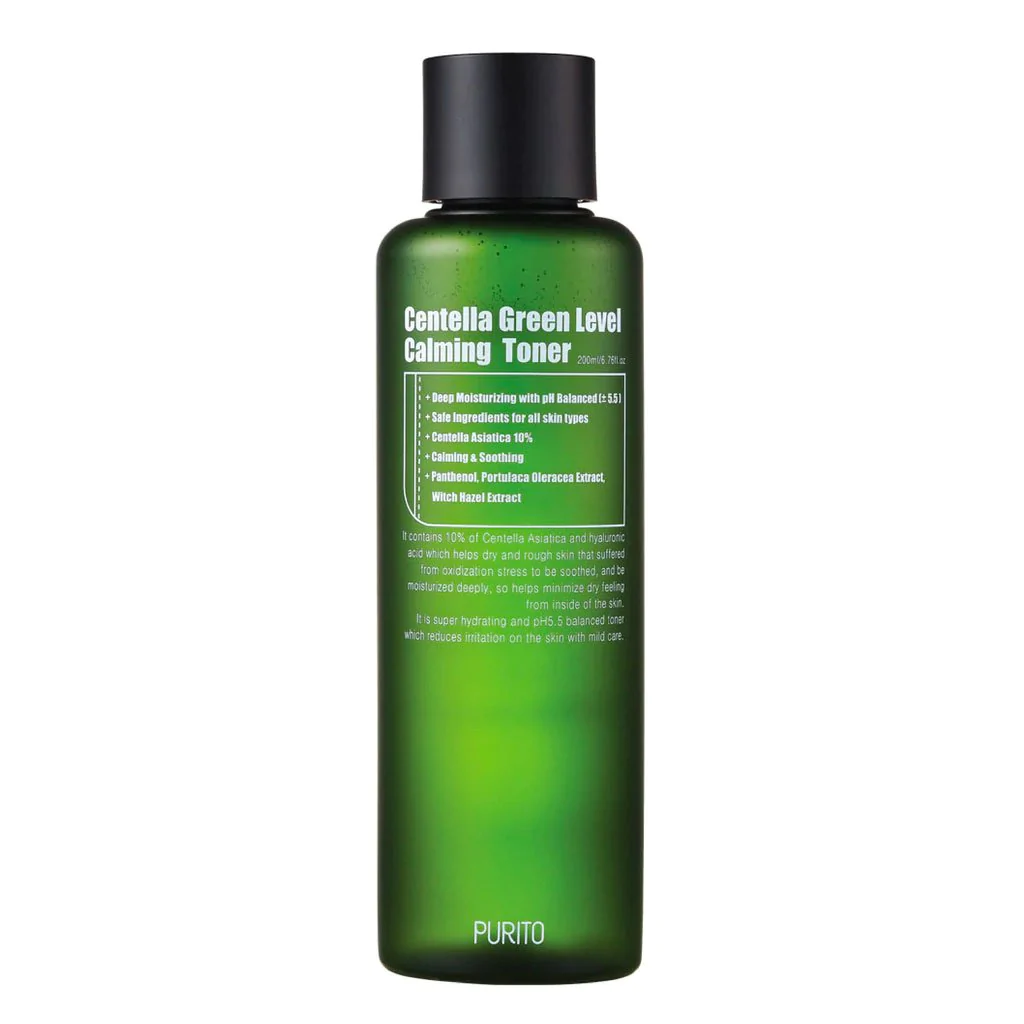 Centella Green Level
Calming Toner 200ml/6.76fl.oz
+ Deep Moisturizing with pH Balanced (± 5.5)
+ Safe Ingredients for all skin types
+ Centella Asiatica 10%
+ Calming & Soothing
+ Panthenol, Portulaca Oleracea Extract,
Witch Hazel Extract
It contains 10% of Centella Asiatica and hyaluronic
acid which helps dry and rough skin that suffered
from oxidization stress to be soothed, and be
moisturized deeply, so helps minimize dry feeling
from inside of the skin.
It is super hydrating and pH5.5 balanced toner
which reduces irritation on the skin with mild care.
PURITO